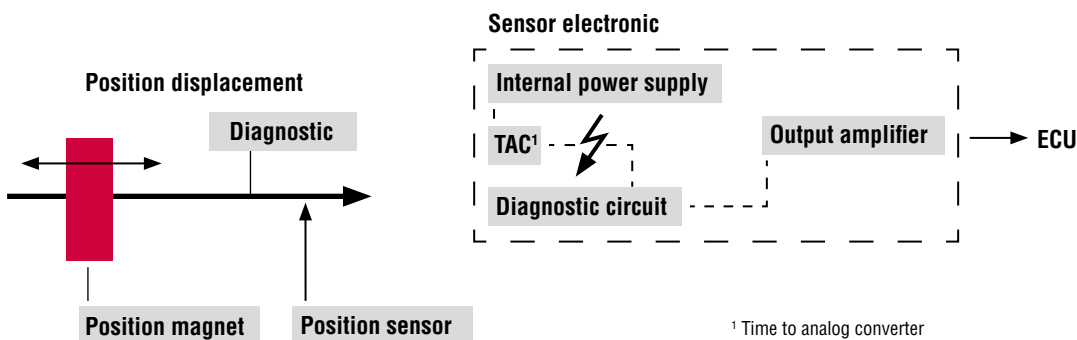 Sensor electronic
Position displacement
Internal power supply
Diagnostic
TAC¹
Output amplifier
ECU
Diagnostic circuit
Position magnet
Position sensor
¹ Time to analog converter